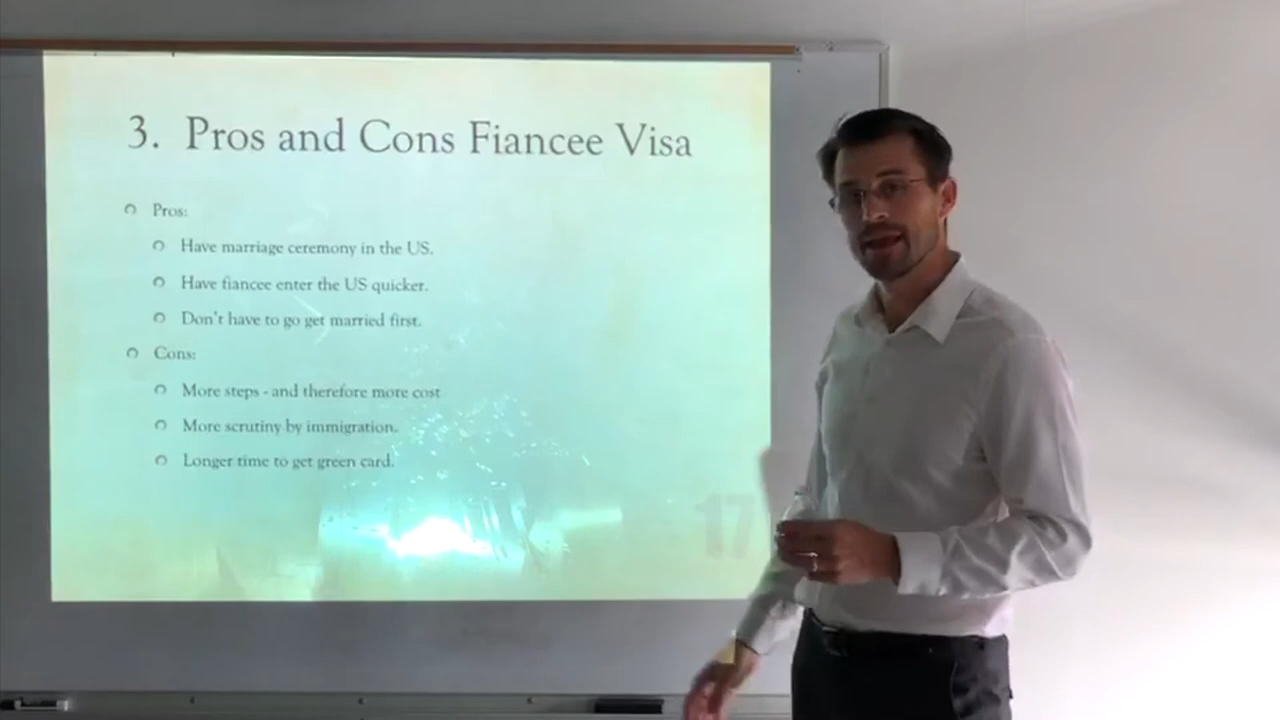 3. Pros and Cons Fiancee Visa
Pros:
Have marriage ceremony in the US.
Have fiancee enter the US quicker.
Don't have to go get married first.
Cons:
More steps - and therefore more cost
More scrutiny by immigration.
Longer time to get green card.
17